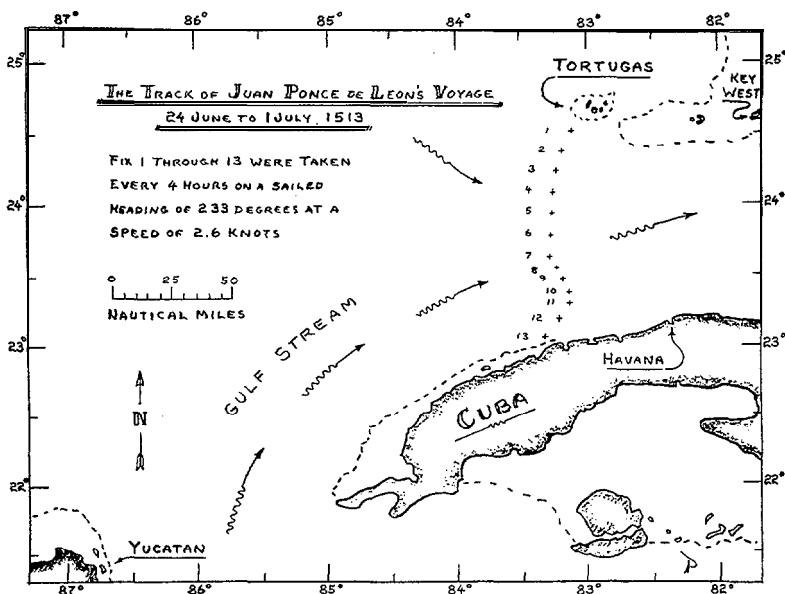 87° 86° 85° 84° 83° 82°
25° 25°
TORTUGAS
KEY
WEST
THE TRACK OF JUAN PONCE DE LEON'S VOYAGE
24 JUNE TO 1 JULY, 1513
FIX 1 THROUGH 13 WERE TAKEN
EVERY 4 HOURS ON A SAILED
HEADING OF 233 DEGREES AT A
SPEED OF 2.6 KNOTS
1
2
3
24° 4 24°
5
6
7
8
9
0 25 50
NAUTICAL MILES
10
11
12
13
23° 23°
GULF STREAM
HAVANA
CUBA
N
22° 22°
YUCATAN
87° 86° 85° 84° 83° 82°